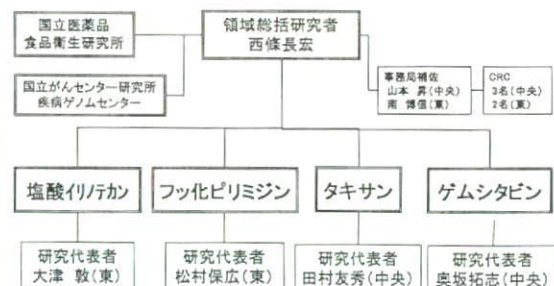 国立医薬品
食品衛生研究所
領域総括研究者
西條長宏
国立がんセンター研究所
疾病ゲノムセンター
事務局補佐
山本 昇(中央)
南 博信(東)
CRC
3名(中央)
2名(東)
塩酸イリノテカン
フッ化ピリミジン
タキサン
ゲムシタビン
研究代表者
大津 敦(東)
研究代表者
松村保広(東)
研究代表者
田村友秀(中央)
研究代表者
奥坂拓志(中央)